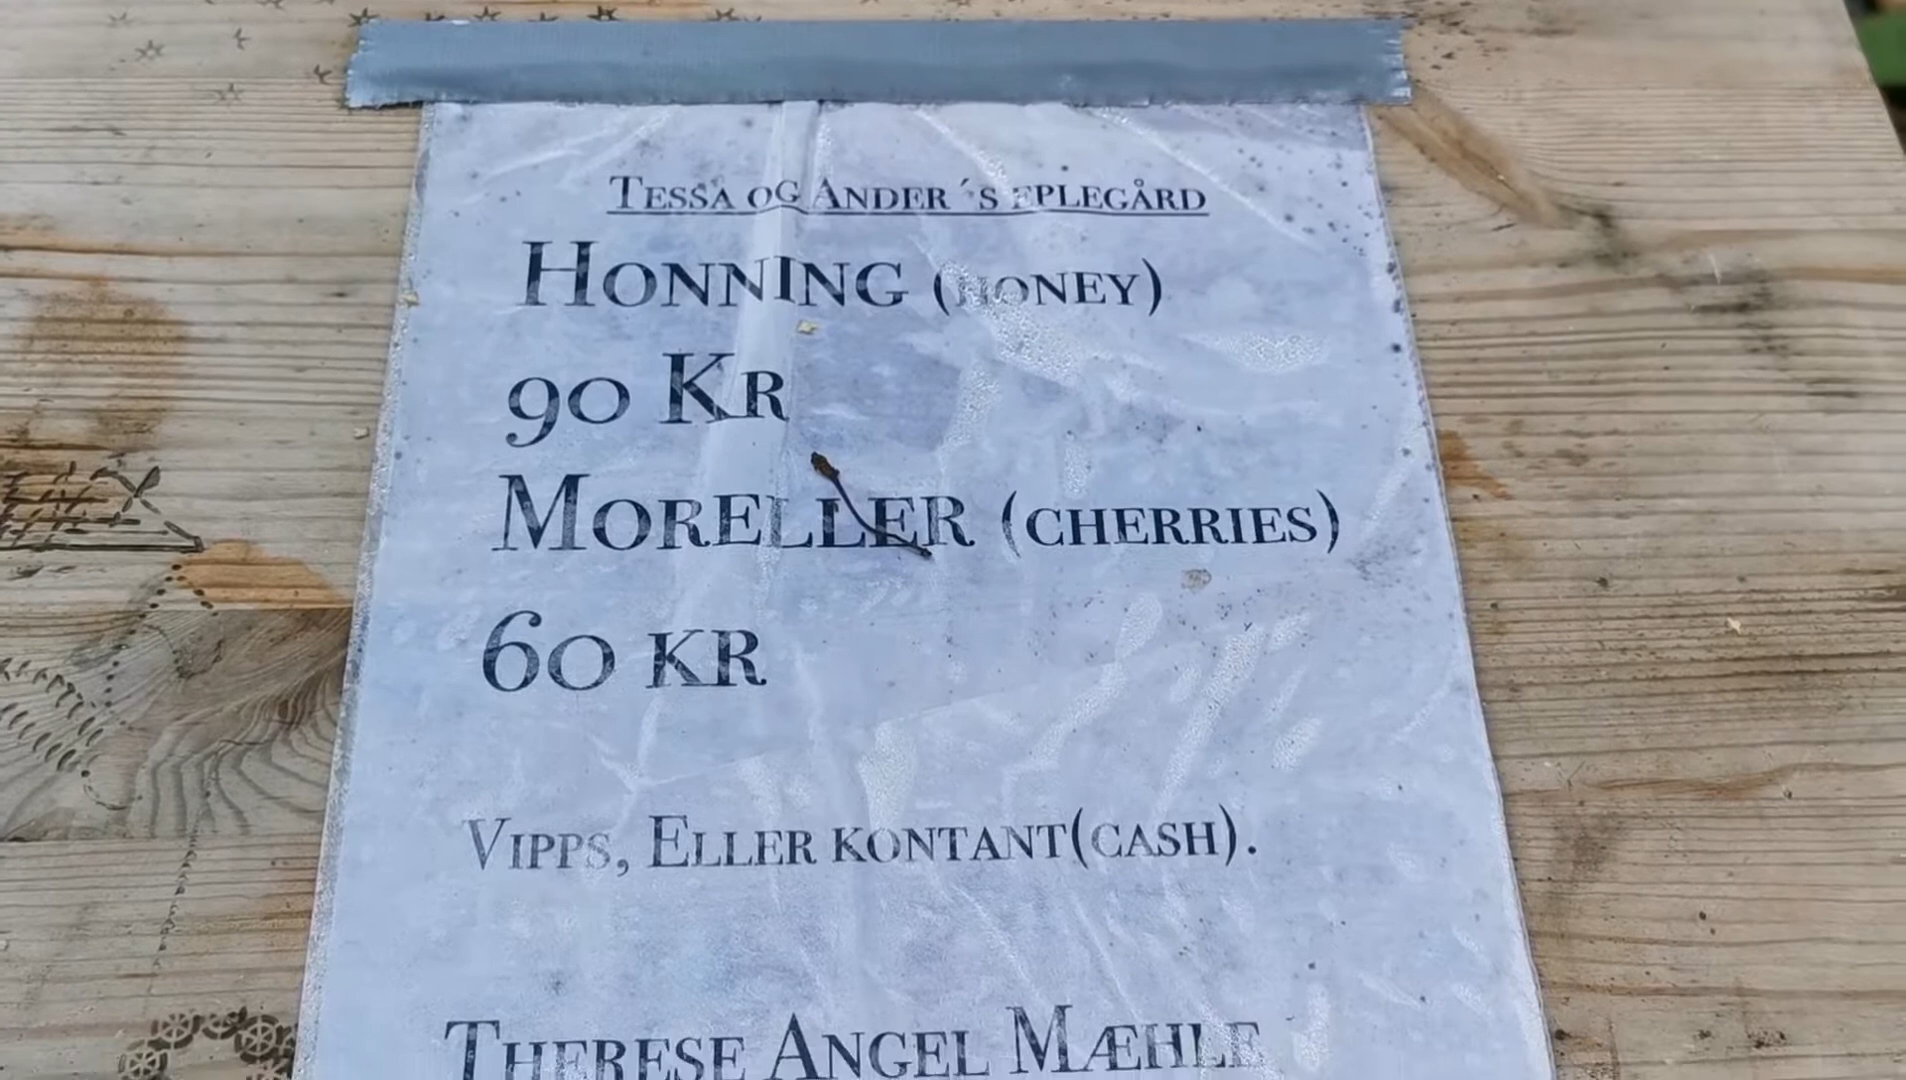 TESSA OG ANDER´S EPLEGÅRD
HONNING (HONEY)
90 KR
MORELLER (CHERRIES)
60 KR
VIPPS, ELLER KONTANT(CASH).
THERESE ANGEL MÆHLE